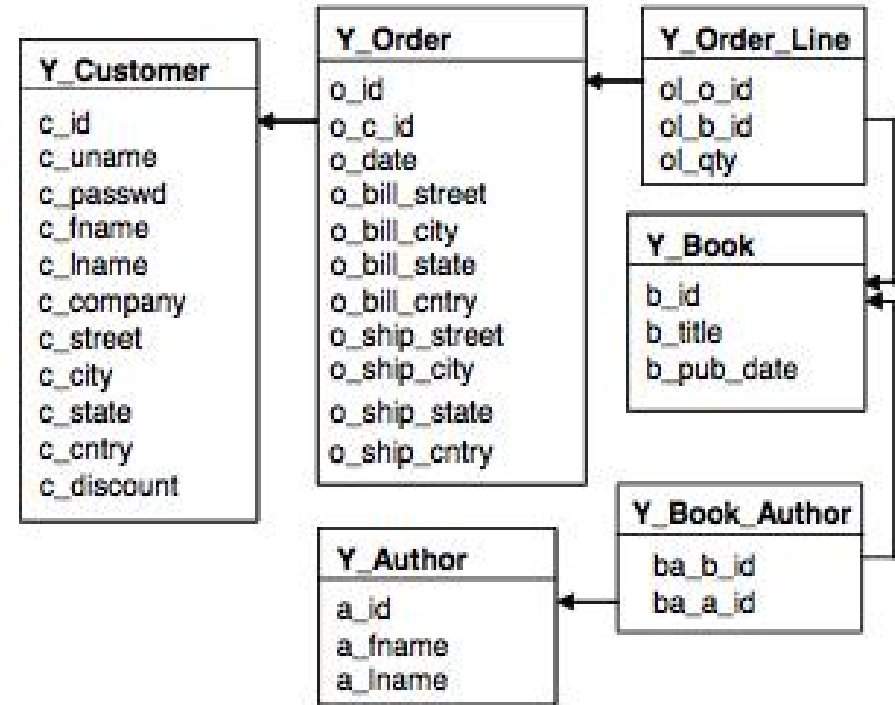 Y_Customer
c_id
c_uname
c_passwd
c_fname
c_lname
c_company
c_street
c_city
c_state
c_cntry
c_discount
Y_Order
o_id
o_c_id
o_date
o_bill_street
o_bill_city
o_bill_state
o_bill_cntry
o_ship_street
o_ship_city
o_ship_state
o_ship_cntry
Y_Order_Line
ol_o_id
ol_b_id
ol_qty
Y_Book
b_id
b_title
b_pub_date
Y_Author
a_id
a_fname
a_lname
Y_Book_Author
ba_b_id
ba_a_id